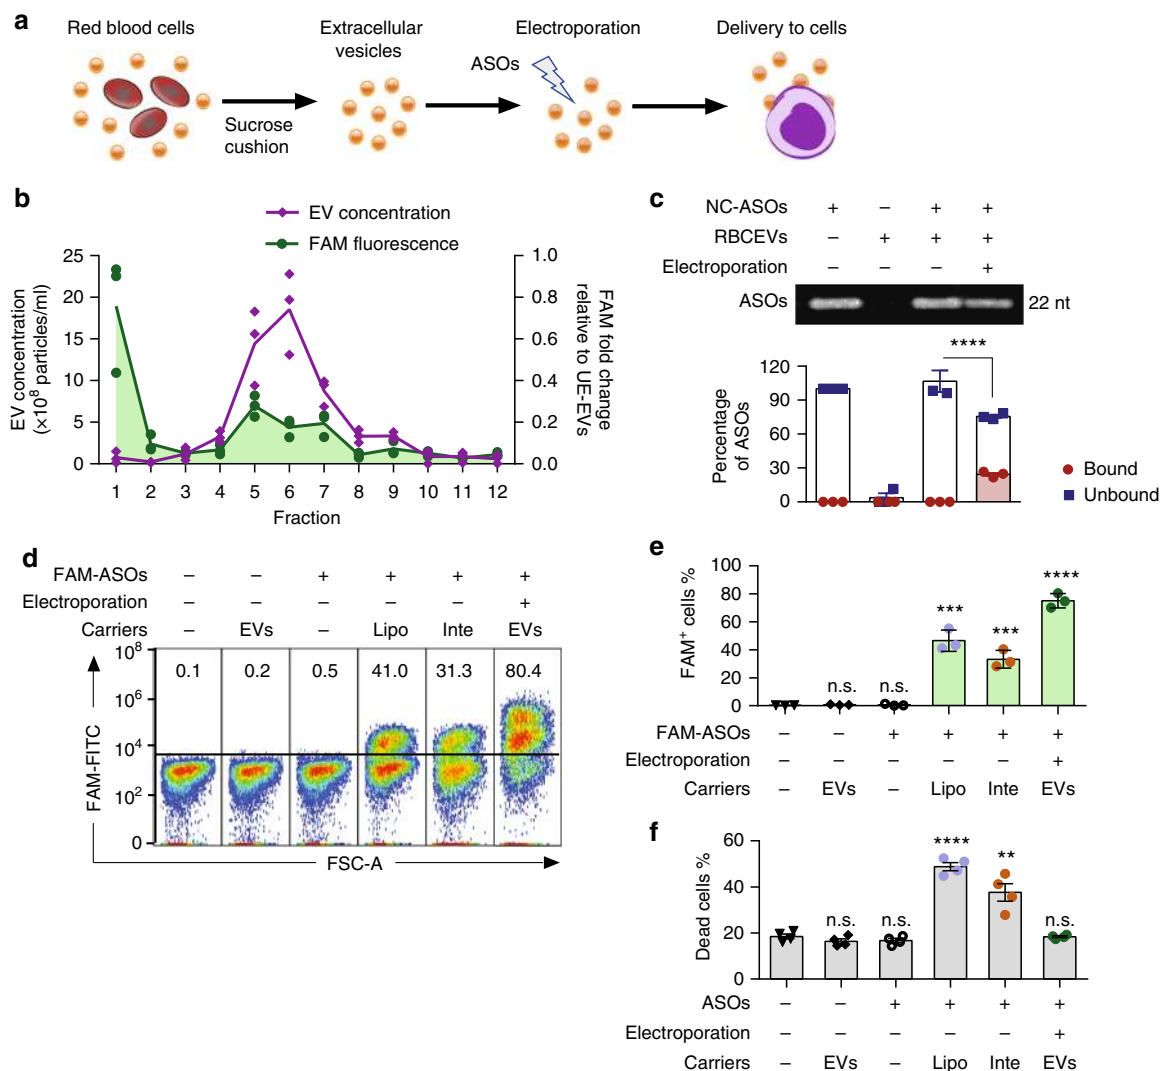 a
Red blood cells
Sucrose
cushion
Extracellular
vesicles
ASOs
Electroporation
Delivery to cells
b
EV concentration
FAM fluorescence
EV concentration
(×10⁸ particles/ml)
25
20
15
10
5
0
1.0
0.8
0.6
0.4
0.2
0.0
FAM fold change
relative to UE-EVs
1 2 3 4 5 6 7 8 9 10 11 12
Fraction
c
NC-ASOs + – + +
RBCEVs – + + +
Electroporation – – – +
ASOs
22 nt
****
Percentage
of ASOs
120
90
60
30
0
Bound
Unbound
d
FAM-ASOs – – + + + +
Electroporation – – – – – +
Carriers – EVs – Lipo Inte EVs
FAM-FITC
10⁸
10⁶
10⁴
10²
0
0.1 0.2 0.5 41.0 31.3 80.4
FSC-A
e
FAM⁺ cells %
100
80
60
40
20
0
n.s. n.s. *** *** ****
FAM-ASOs – – + + + +
Electroporation – – – – – +
Carriers – EVs – Lipo Inte EVs
f
Dead cells %
60
40
20
0
n.s. n.s. **** ** n.s.
ASOs – – + + + +
Electroporation – – – – – +
Carriers – EVs – Lipo Inte EVs